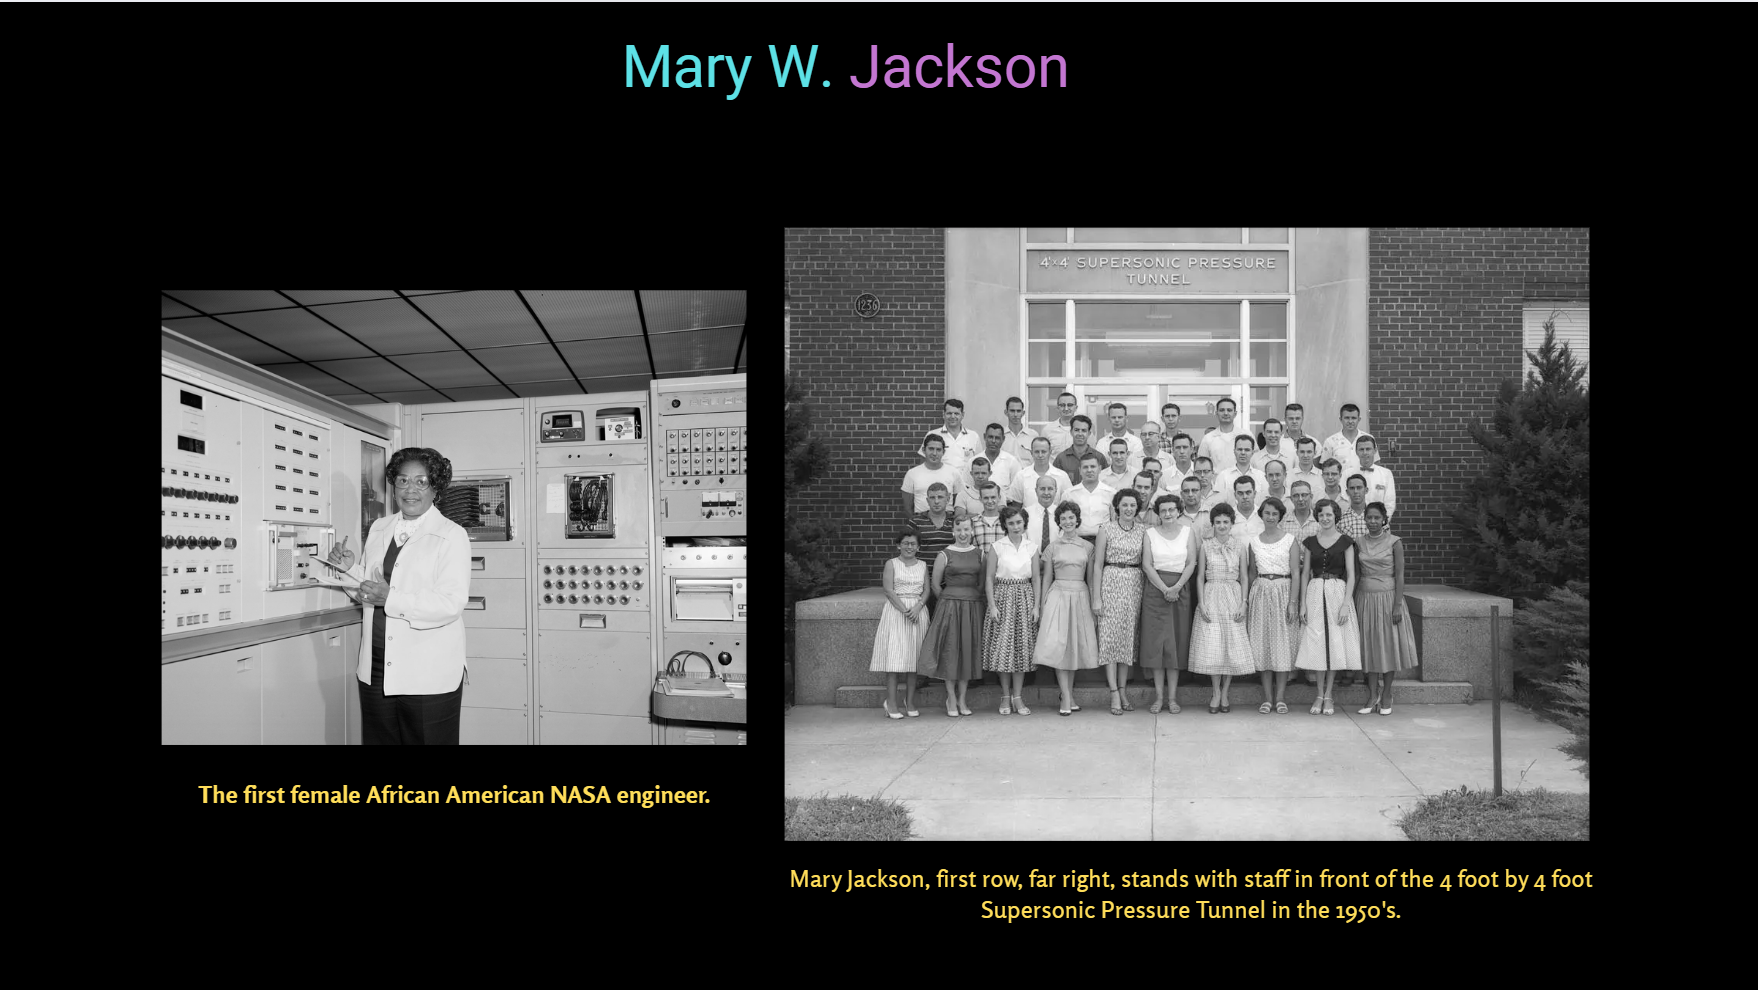 Mary W. Jackson
4'×4' SUPERSONIC PRESSURE
TUNNEL
1236
The first female African American NASA engineer.
Mary Jackson, first row, far right, stands with staff in front of the 4 foot by 4 foot
Supersonic Pressure Tunnel in the 1950's.